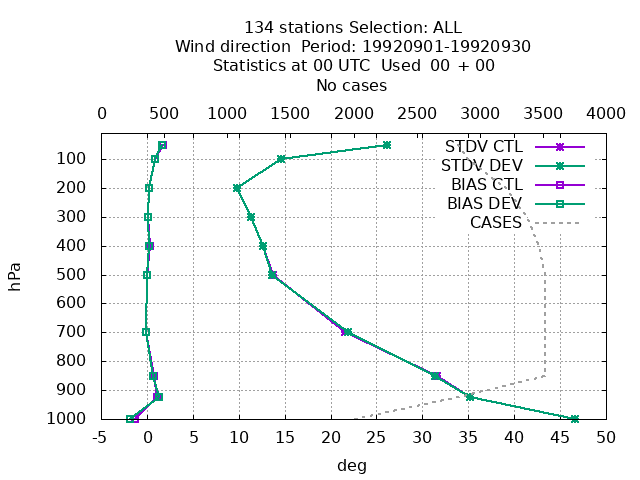 134 stations Selection: ALL
Wind direction  Period: 19920901-19920930
Statistics at 00 UTC  Used  00 + 00
No cases
0 500 1000 1500 2000 2500 3000 3500 4000
STDV CTL
STDV DEV
BIAS CTL
BIAS DEV
CASES
hPa
100
200
300
400
500
600
700
800
900
1000
-5 0 5 10 15 20 25 30 35 40 45 50
deg